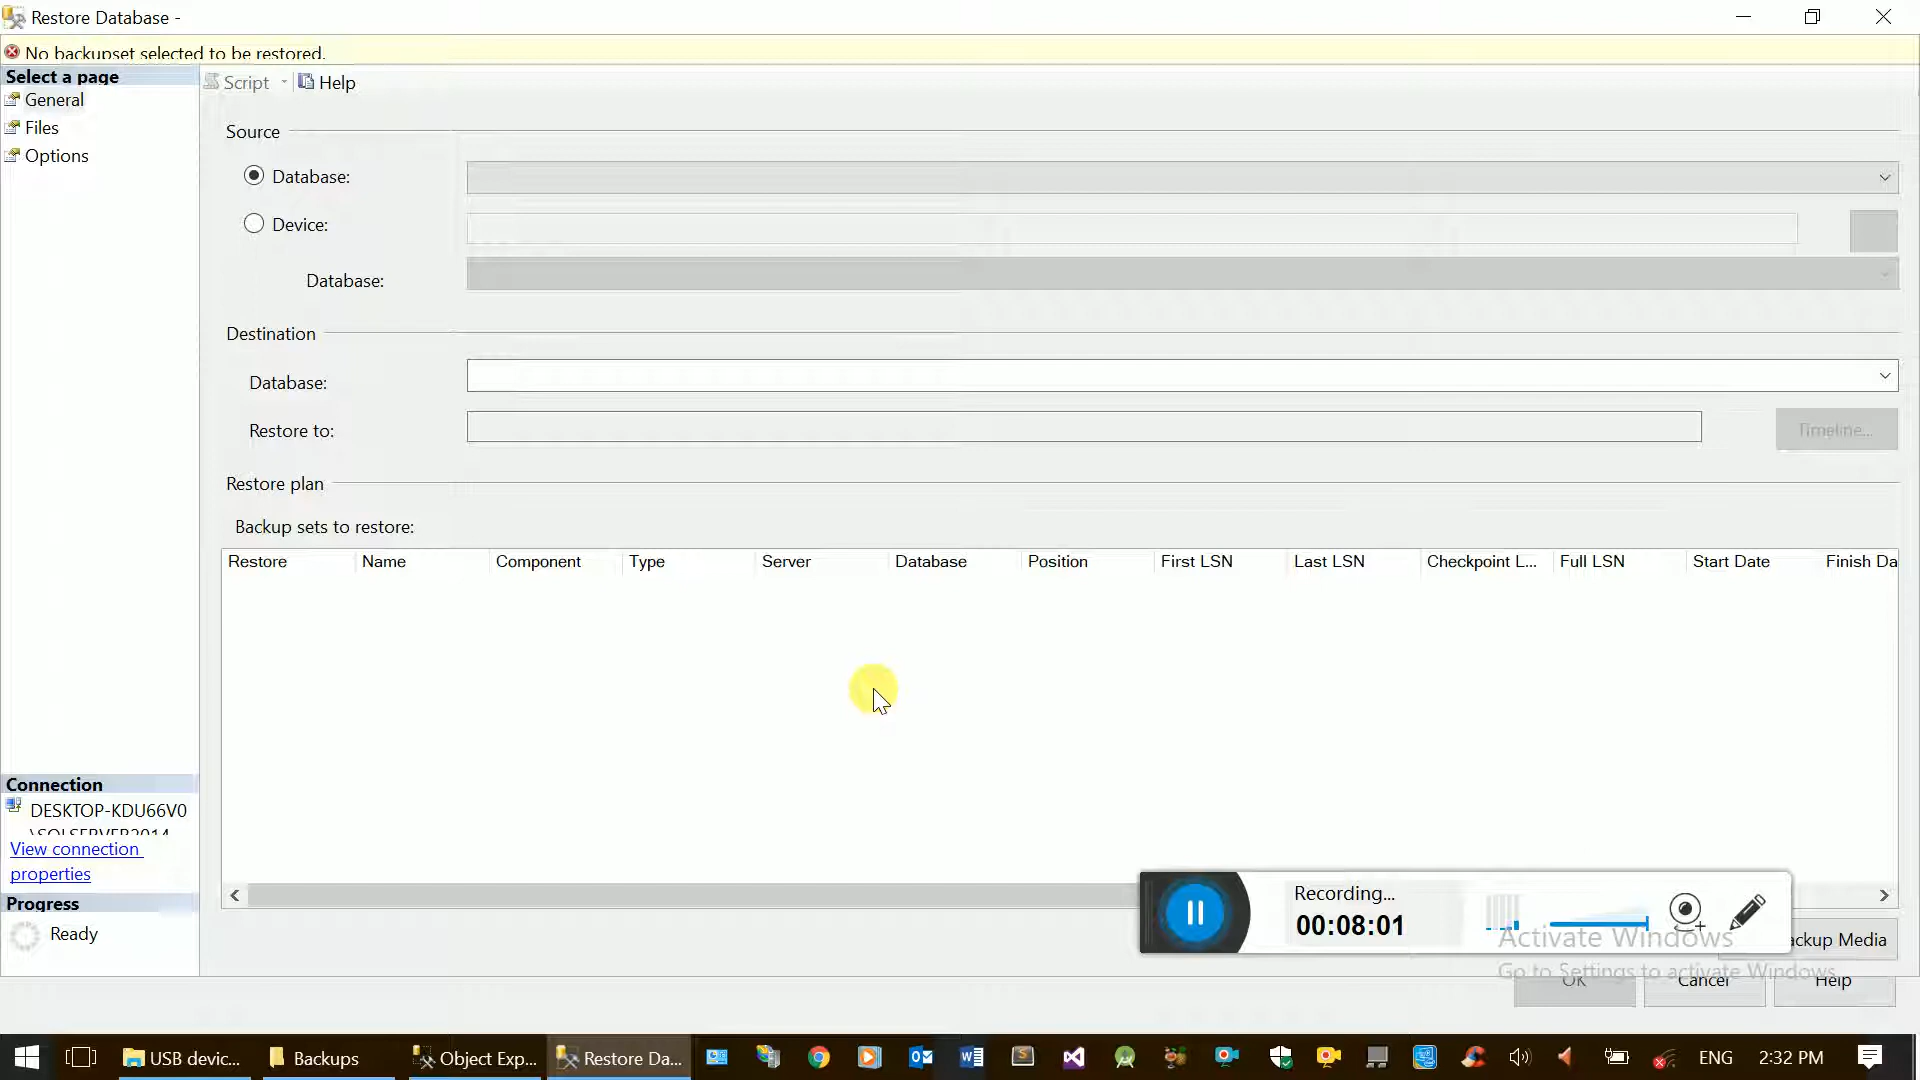 Restore Database -
No backupset selected to be restored.
Select a page
Script
Help
General
Files
Options
Source
Database:
Device:
Database:
Destination
Database:
Restore to:
Timeline...
Restore plan
Backup sets to restore:
Restore Name Component Type Server Database Position First LSN Last LSN Checkpoint L... Full LSN Start Date Finish Da
Connection
DESKTOP-KDU66V0
\SQLSERVER2014
View connection
properties
Progress
Ready
Recording...
00:08:01
Activate Windows
Go to Settings to activate Windows.
ackup Media
OK
Cancel
Help
USB devic...
Backups
Object Exp...
Restore Da...
ENG
2:32 PM